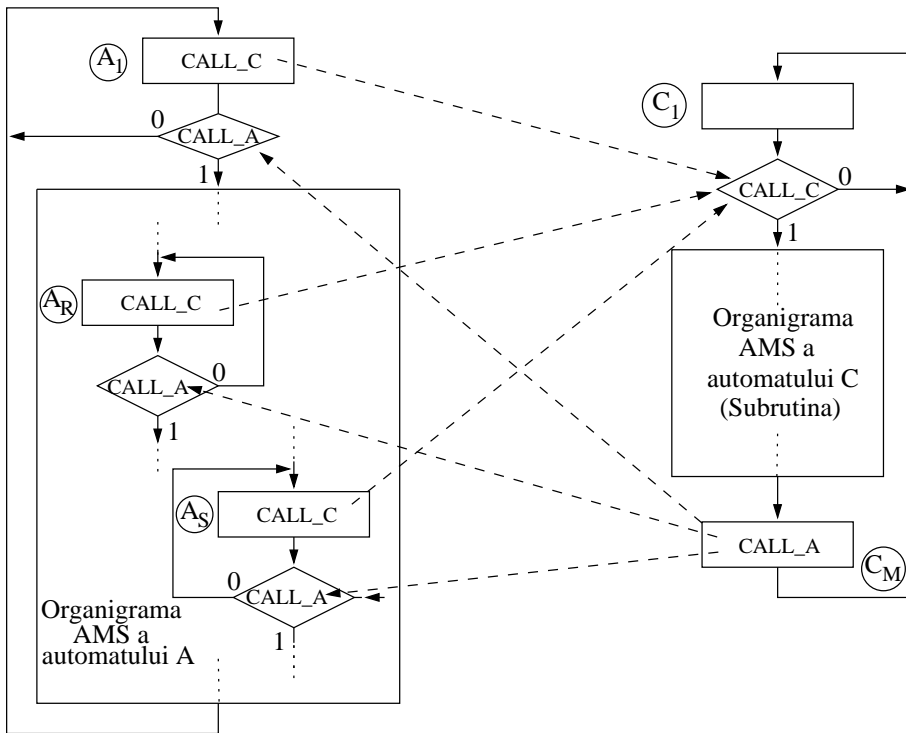 A1
CALL_C
0
CALL_A
1
AR
CALL_C
0
CALL_A
1
AS
CALL_C
0
CALL_A
1
Organigrama
AMS a
automatului A
C1
CALL_C
0
1
Organigrama
AMS a
automatului C
(Subrutina)
CALL_A
CM